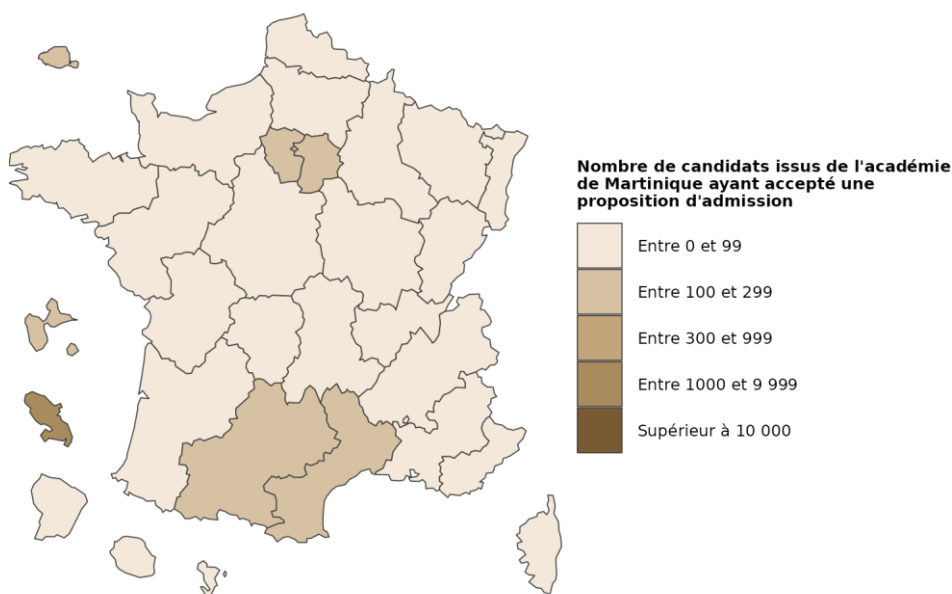 Nombre de candidats issus de l'académie
de Martinique ayant accepté une
proposition d'admission
Entre 0 et 99
Entre 100 et 299
Entre 300 et 999
Entre 1000 et 9 999
Supérieur à 10 000